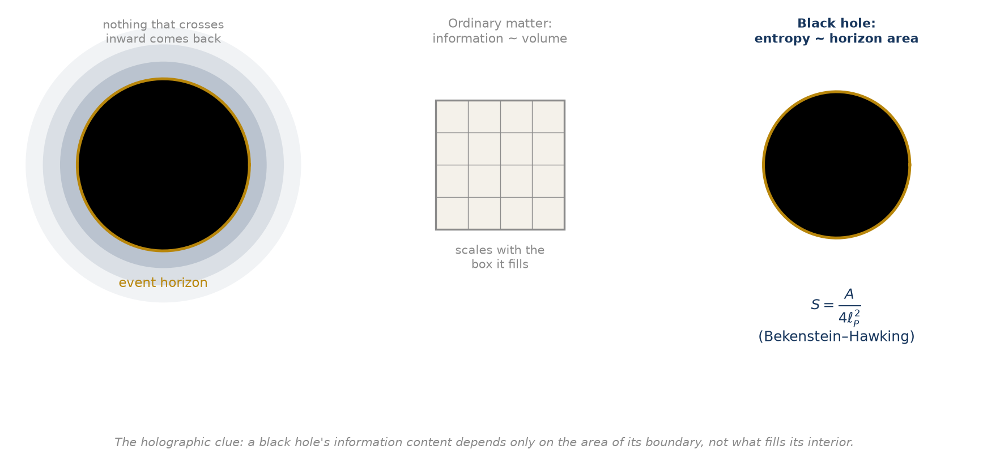 nothing that crosses
inward comes back
event horizon
Ordinary matter:
information ~ volume
scales with the
box it fills
Black hole:
entropy ~ horizon area
S = A / 4ℓ_P^2
(Bekenstein–Hawking)
The holographic clue: a black hole's information content depends only on the area of its boundary, not what fills its interior.